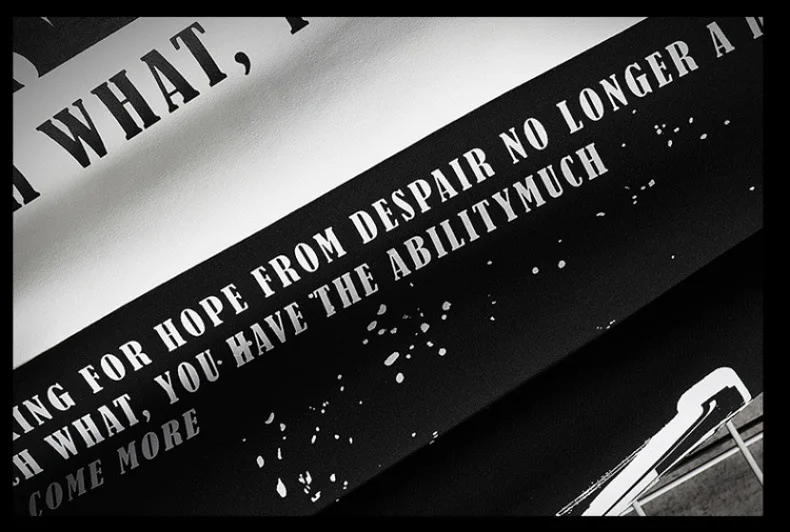 WHAT,
ING FOR HOPE FROM DESPAIR NO LONGER A
H WHAT, YOU HAVE THE ABILITYMUCH
COME MORE